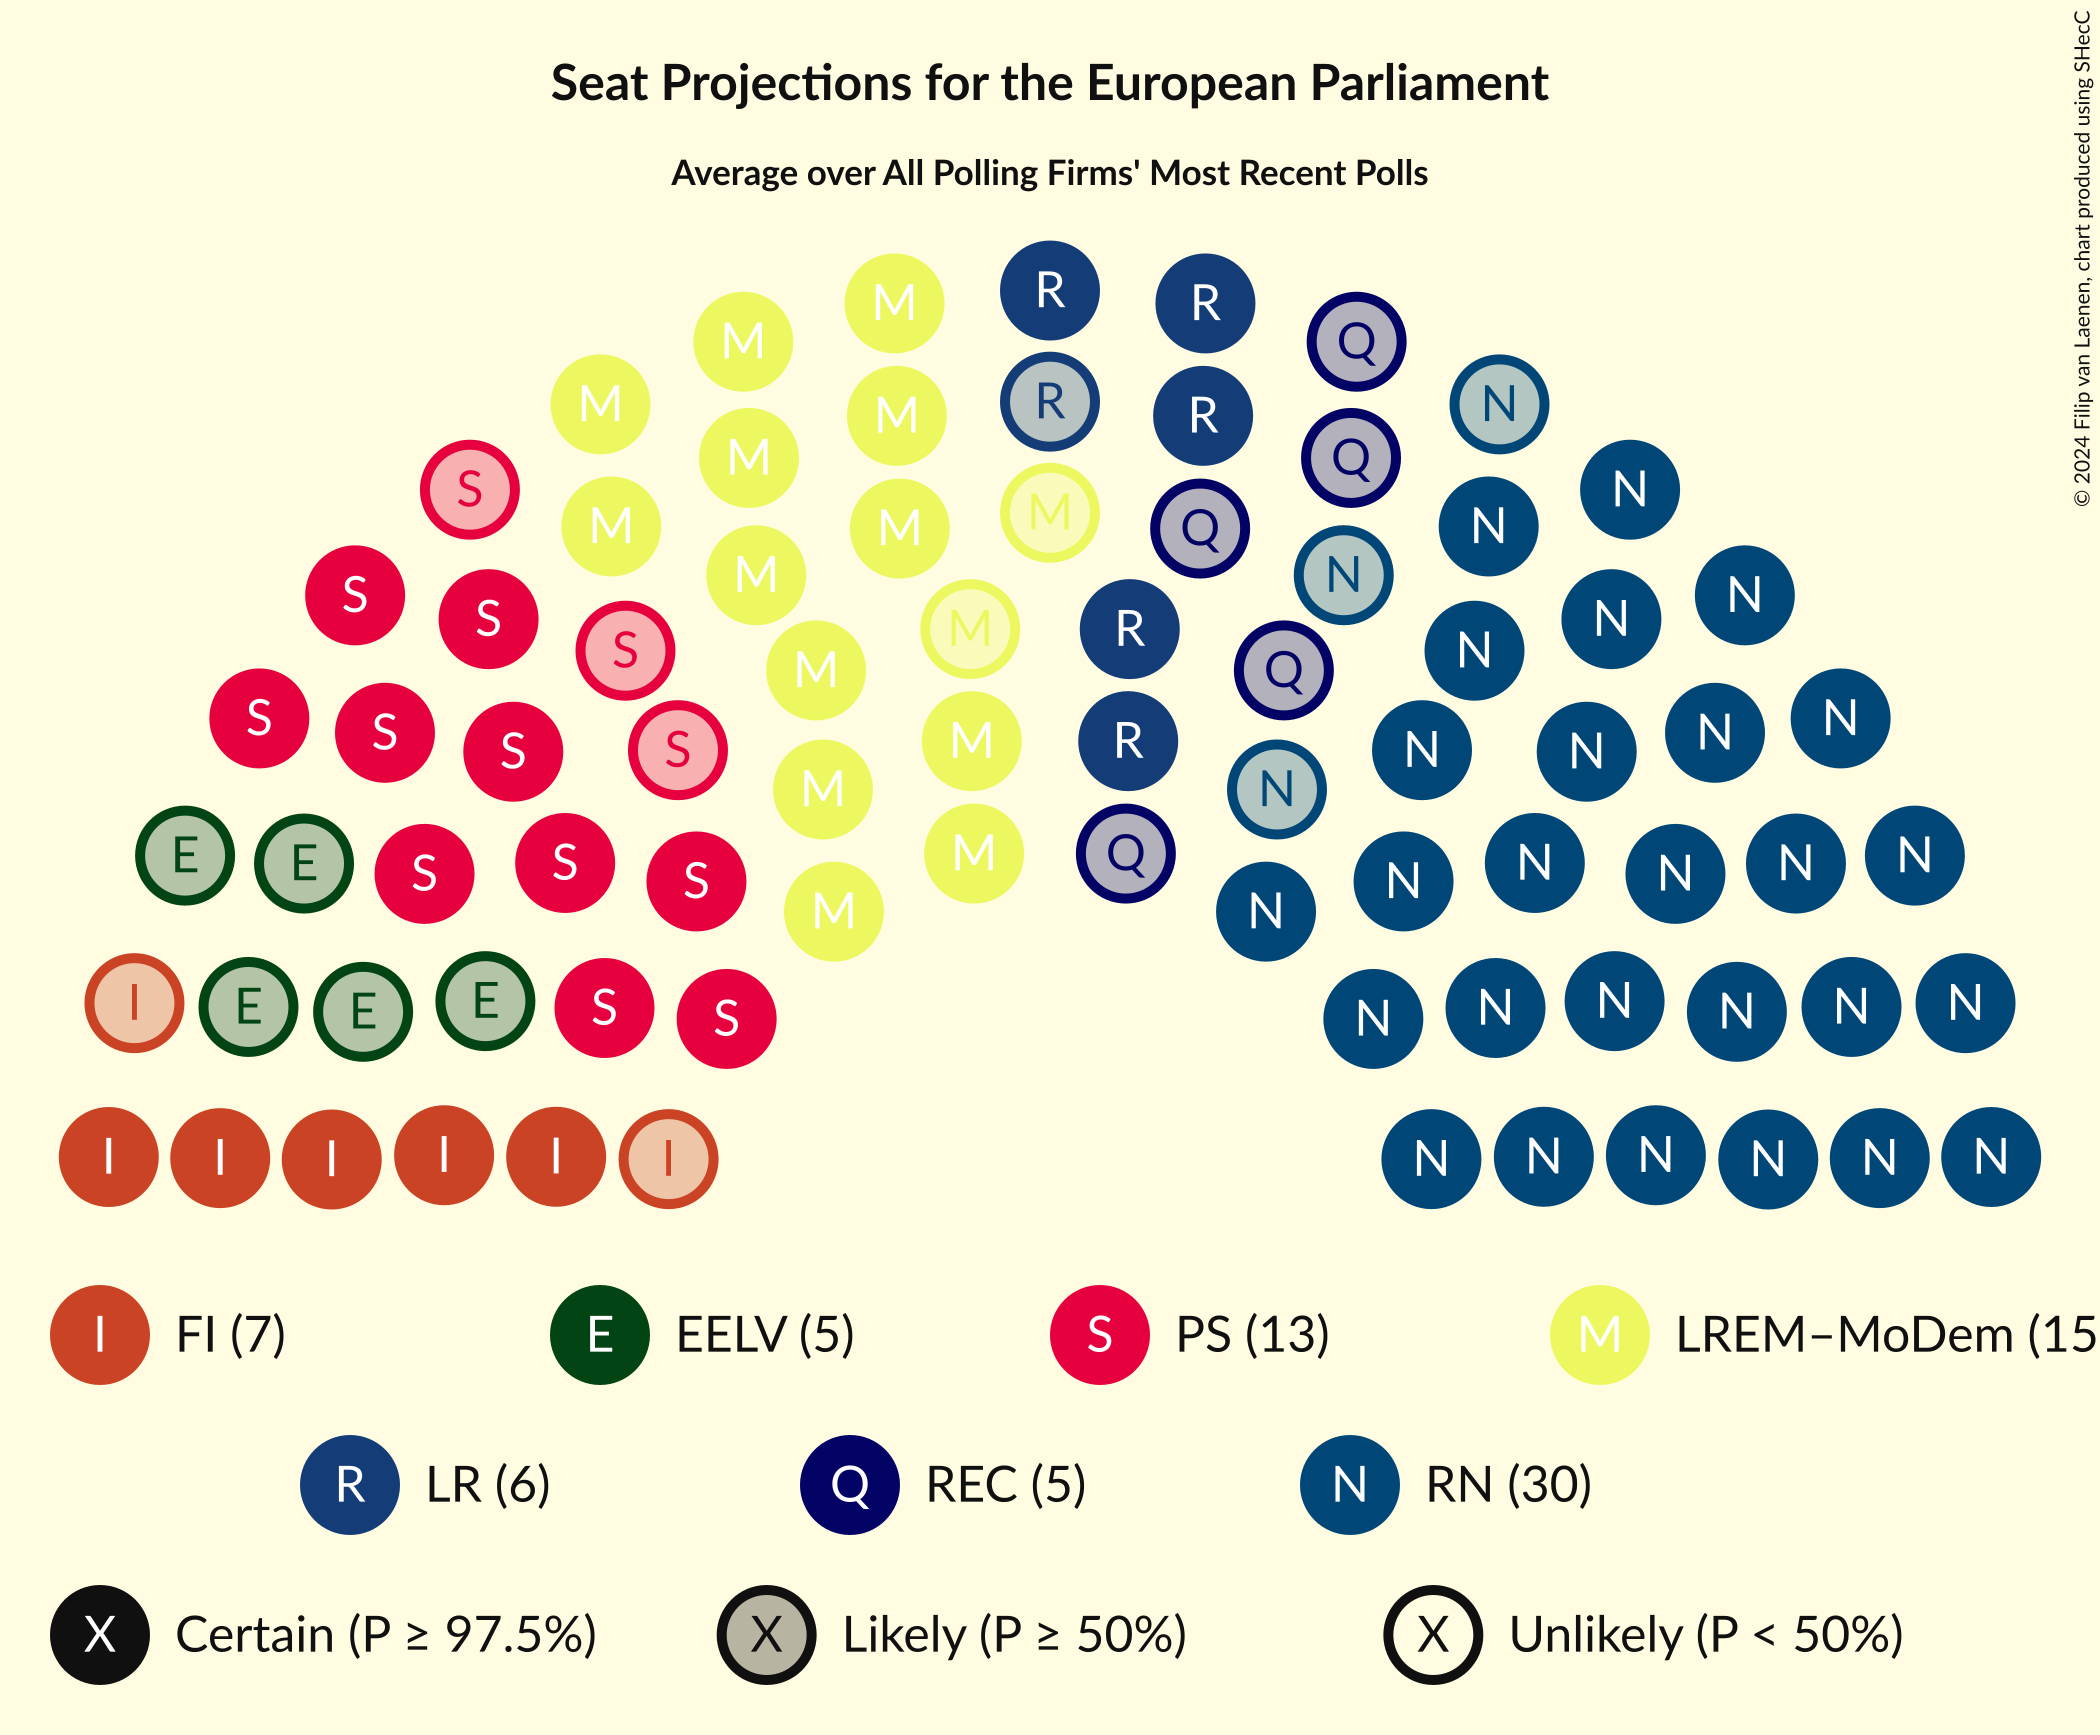 Seat Projections for the European Parliament
Average over All Polling Firms' Most Recent Polls
© 2024 Filip van Laenen, chart produced using SHecC
R
M R
M R Q
M R N
M M R
M Q
S M M N
M M Q N N
M N
S N
S S M R N N
S M Q N
S S M R N N
S S N N
M N
E E S S S M Q N N N N N N
M N
I E E E S S N N N N N N
I I I I I I N N N N N N
I FI (7) E EELV (5) S PS (13) M LREM–MoDem (15
R LR (6) Q REC (5) N RN (30)
X Certain (P ≥ 97.5%) X Likely (P ≥ 50%) X Unlikely (P < 50%)